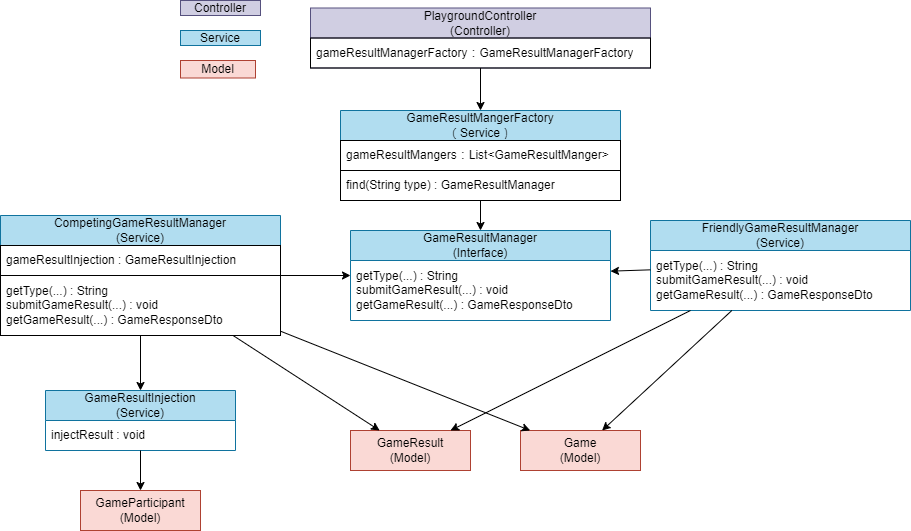 Controller
Service
Model
PlaygroundController
(Controller)
gameResultManagerFactory : GameResultManagerFactory
GameResultMangerFactory
( Service )
gameResultMangers : List<GameResultManger>
find(String type) : GameResultManager
CompetingGameResultManager
(Service)
gameResultInjection : GameResultInjection
getType(...) : String
submitGameResult(...) : void
getGameResult(...) : GameResponseDto
GameResultManager
(Interface)
getType(...) : String
submitGameResult(...) : void
getGameResult(...) : GameResponseDto
FriendlyGameResultManager
(Service)
getType(...) : String
submitGameResult(...) : void
getGameResult(...) : GameResponseDto
GameResultInjection
(Service)
injectResult : void
GameResult
(Model)
Game
(Model)
GameParticipant
(Model)